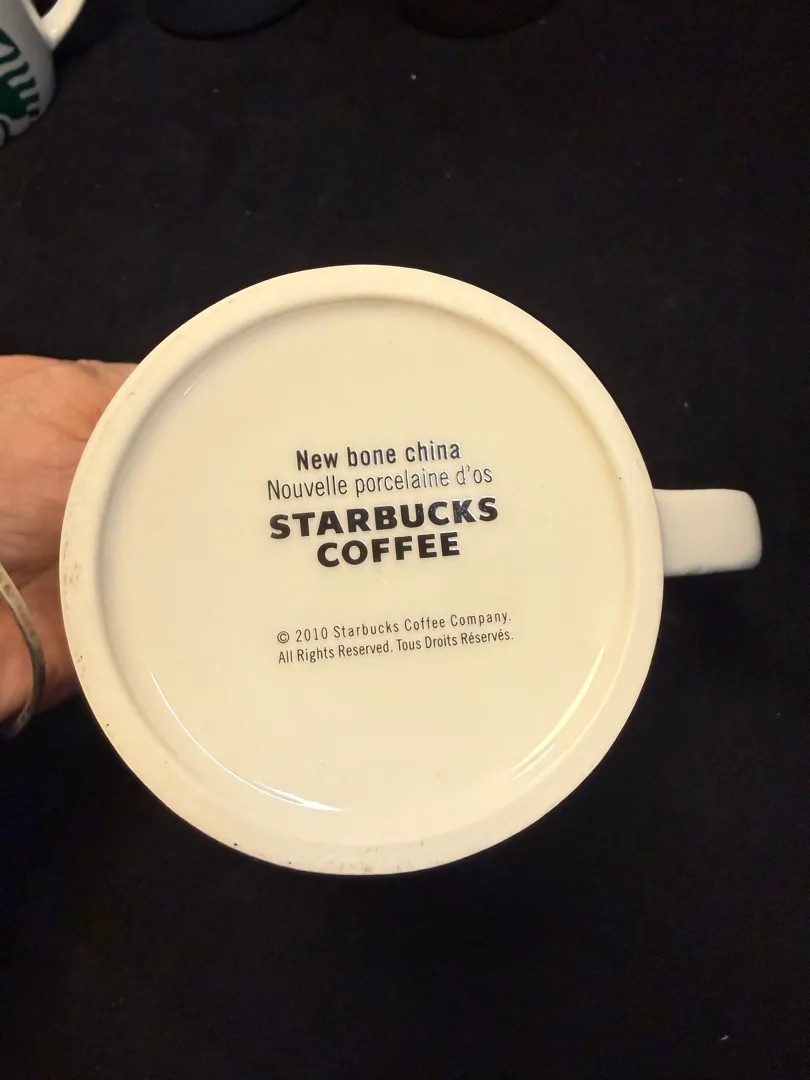 New bone china
Nouvelle porcelaine d'os
STARBUCKS
COFFEE
© 2010 Starbucks Coffee Company.
All Rights Reserved. Tous Droits Réservés.